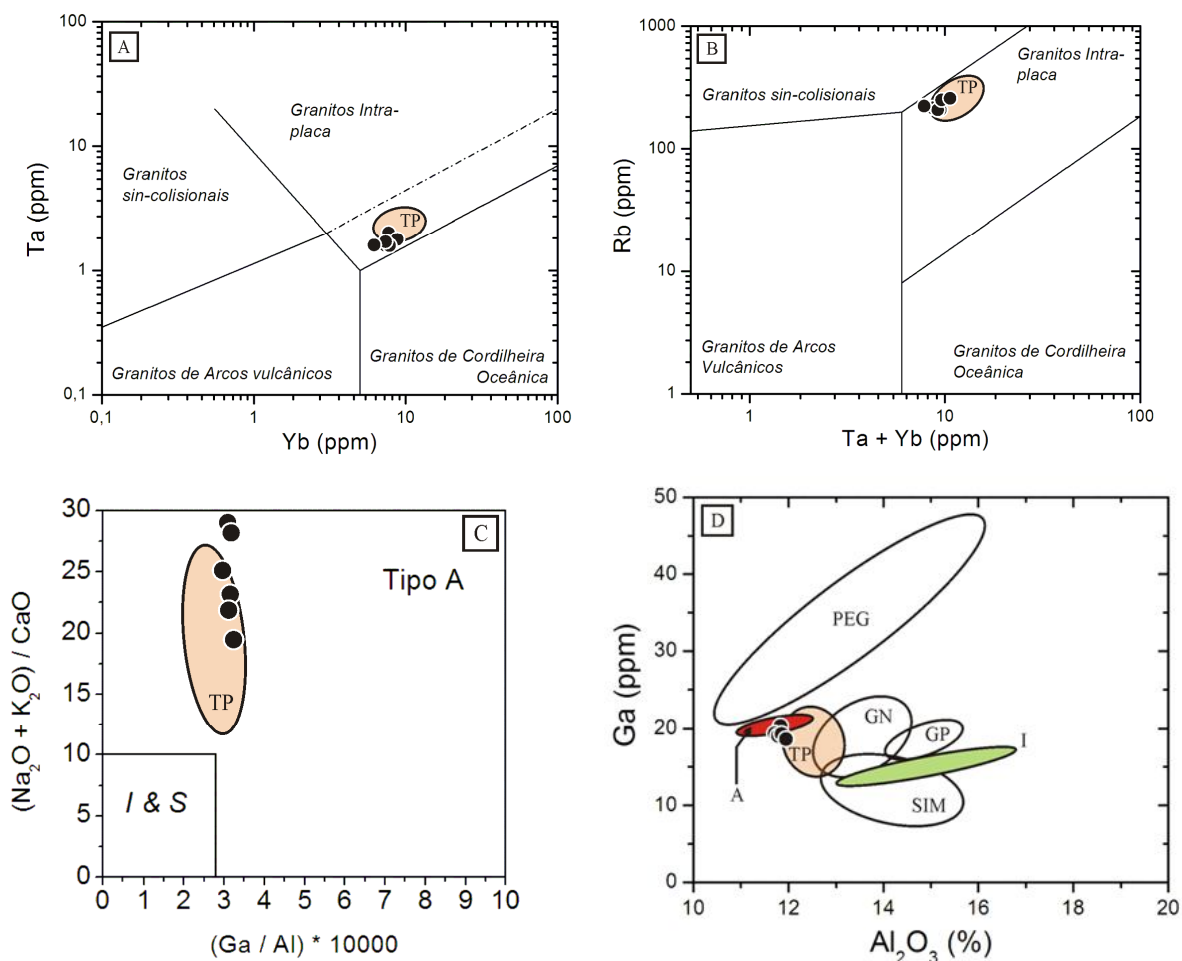 A
100
10
1
0,1
Ta (ppm)
Granitos Intra-
placa
Granitos
sin-colisionais
TP
Granitos de Arcos vulcânicos
Granitos de Cordilheira
Oceânica
0,1
1
10
100
Yb (ppm)
B
1000
100
10
1
Rb (ppm)
Granitos Intra-
placa
Granitos sin-colisionais
TP
Granitos de Arcos
Vulcânicos
Granitos de Cordilheira
Oceânica
1
10
100
Ta + Yb (ppm)
C
30
25
20
15
10
5
0
(Na2O + K2O) / CaO
Tipo A
TP
I & S
0 1 2 3 4 5 6 7 8 9 10
(Ga / Al) * 10000
D
50
40
30
20
10
0
Ga (ppm)
PEG
GN
GP
TP
I
A
SIM
10 12 14 16 18 20
Al2O3 (%)